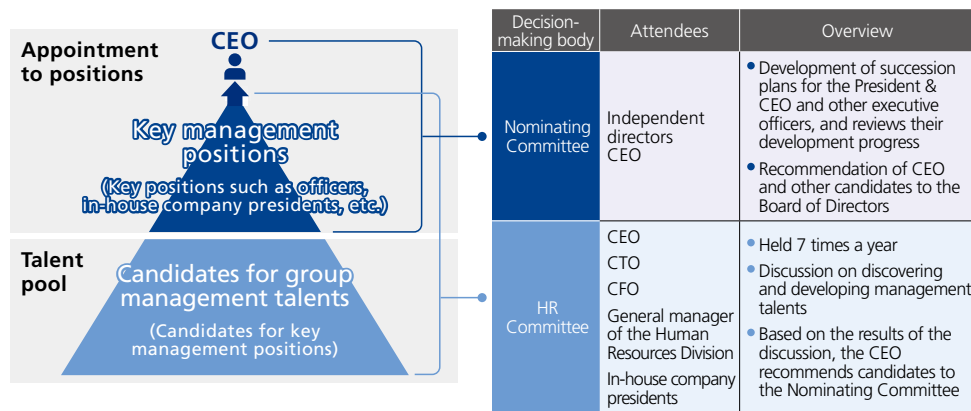 Appointment
to positions
CEO
Key management
positions
(Key positions such as officers,
in-house company presidents, etc.)
Talent
pool
Candidates for group
management talents
(Candidates for key
management positions)
Decision-
making body
Attendees
Overview
Nominating
Committee
Independent
directors
CEO
• Development of succession
plans for the President &
CEO and other executive
officers, and reviews their
development progress
• Recommendation of CEO
and other candidates to the
Board of Directors
HR
Committee
CEO
CTO
CFO
General manager
of the Human
Resources Division
In-house company
presidents
• Held 7 times a year
• Discussion on discovering
and developing management
talents
• Based on the results of the
discussion, the CEO
recommends candidates to
the Nominating Committee